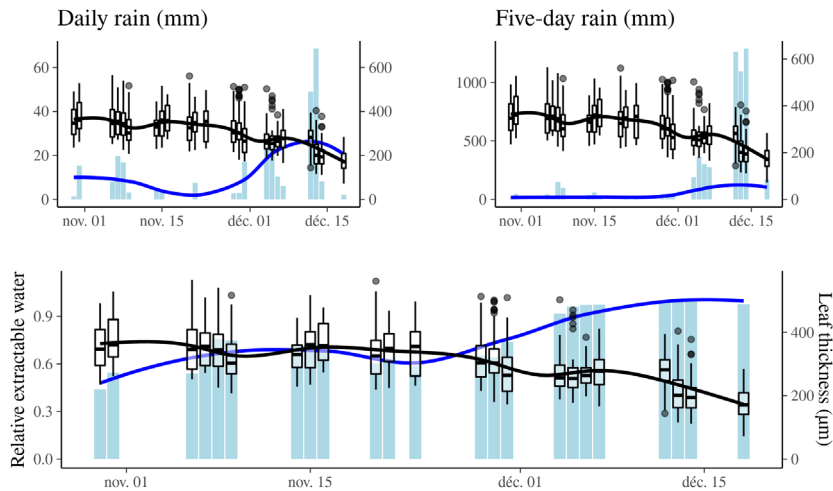 Daily rain (mm)
Five-day rain (mm)
60
40
20
0
600
400
200
0
nov. 01
nov. 15
déc. 01
déc. 15
1000
500
0
600
400
200
0
nov. 01
nov. 15
déc. 01
déc. 15
Relative extractable water
0.9
0.6
0.3
0.0
400
200
0
Leaf thickness (µm)
nov. 01
nov. 15
déc. 01
déc. 15